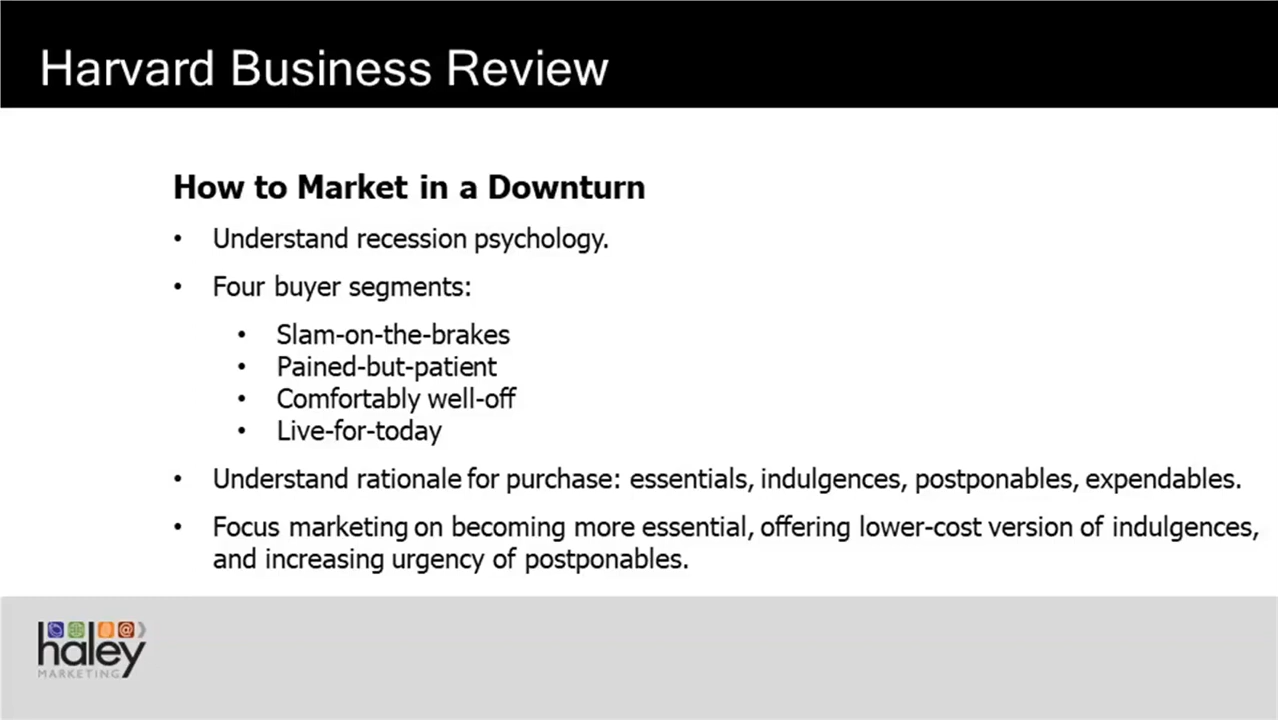 Harvard Business Review
How to Market in a Downturn
• Understand recession psychology.
• Four buyer segments:
• Slam-on-the-brakes
• Pained-but-patient
• Comfortably well-off
• Live-for-today
• Understand rationale for purchase: essentials, indulgences, postponables, expendables.
• Focus marketing on becoming more essential, offering lower-cost version of indulgences,
and increasing urgency of postponables.
haley
MARKETING